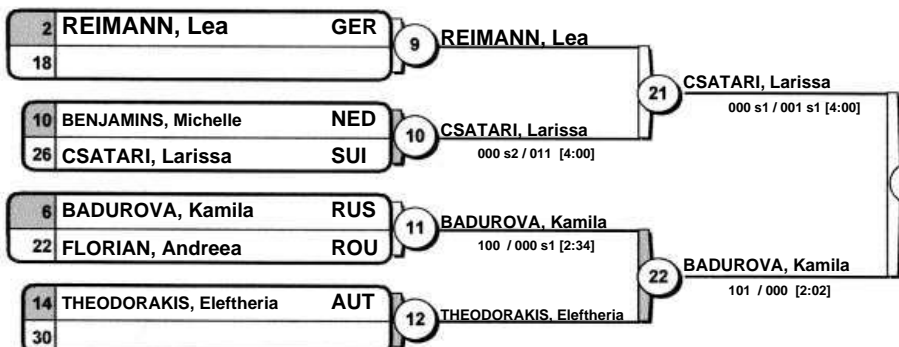 2 REIMANN, Lea GER
18
9
REIMANN, Lea
10 BENJAMINS, Michelle NED
26 CSATARI, Larissa SUI
10
CSATARI, Larissa
000 s2 / 011 [4:00]
21
CSATARI, Larissa
000 s1 / 001 s1 [4:00]
6 BADUROVA, Kamila RUS
22 FLORIAN, Andreea ROU
11
BADUROVA, Kamila
100 / 000 s1 [2:34]
14 THEODORAKIS, Eleftheria AUT
30
12
THEODORAKIS, Eleftheria
22
BADUROVA, Kamila
101 / 000 [2:02]